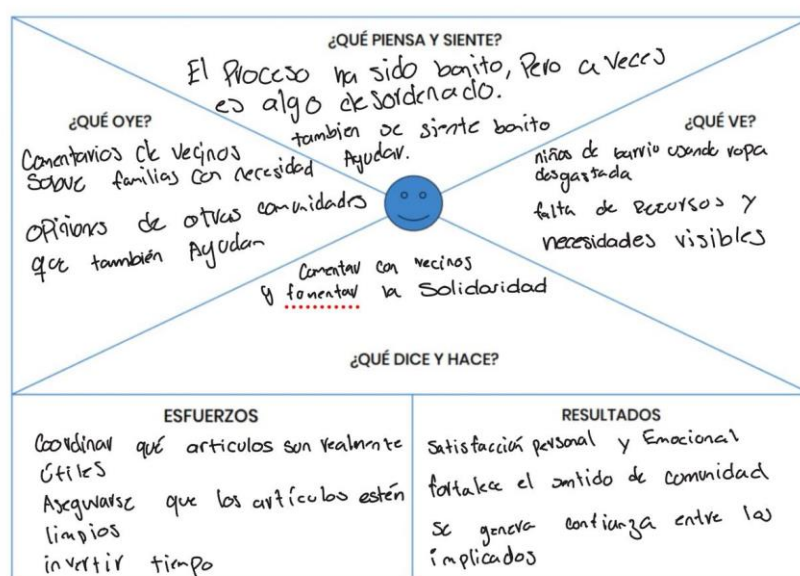 ¿QUÉ PIENSA Y SIENTE?
El Proceso ha sido bonito, Pero a veces
es algo desordenado.
tambien se siente bonito
Ayudar.
¿QUÉ OYE?
Comentarios de vecinos
sobre familias con necesidad
opiniones de otras comunidades
que también Ayudan
¿QUÉ VE?
niños de barrio usando ropa
desgastada
falta de Recursos y
necesidades visibles
Comentar con vecinos
y fomentar la Solidaridad
¿QUÉ DICE Y HACE?
ESFUERZOS
Coordinar qué articulos son realmente
útiles
Asegurarse que los artículos estén
limpios
invertir tiempo
RESULTADOS
Satisfacción personal y Emocional
fortalece el sentido de comunidad
se genera confianza entre los
implicados